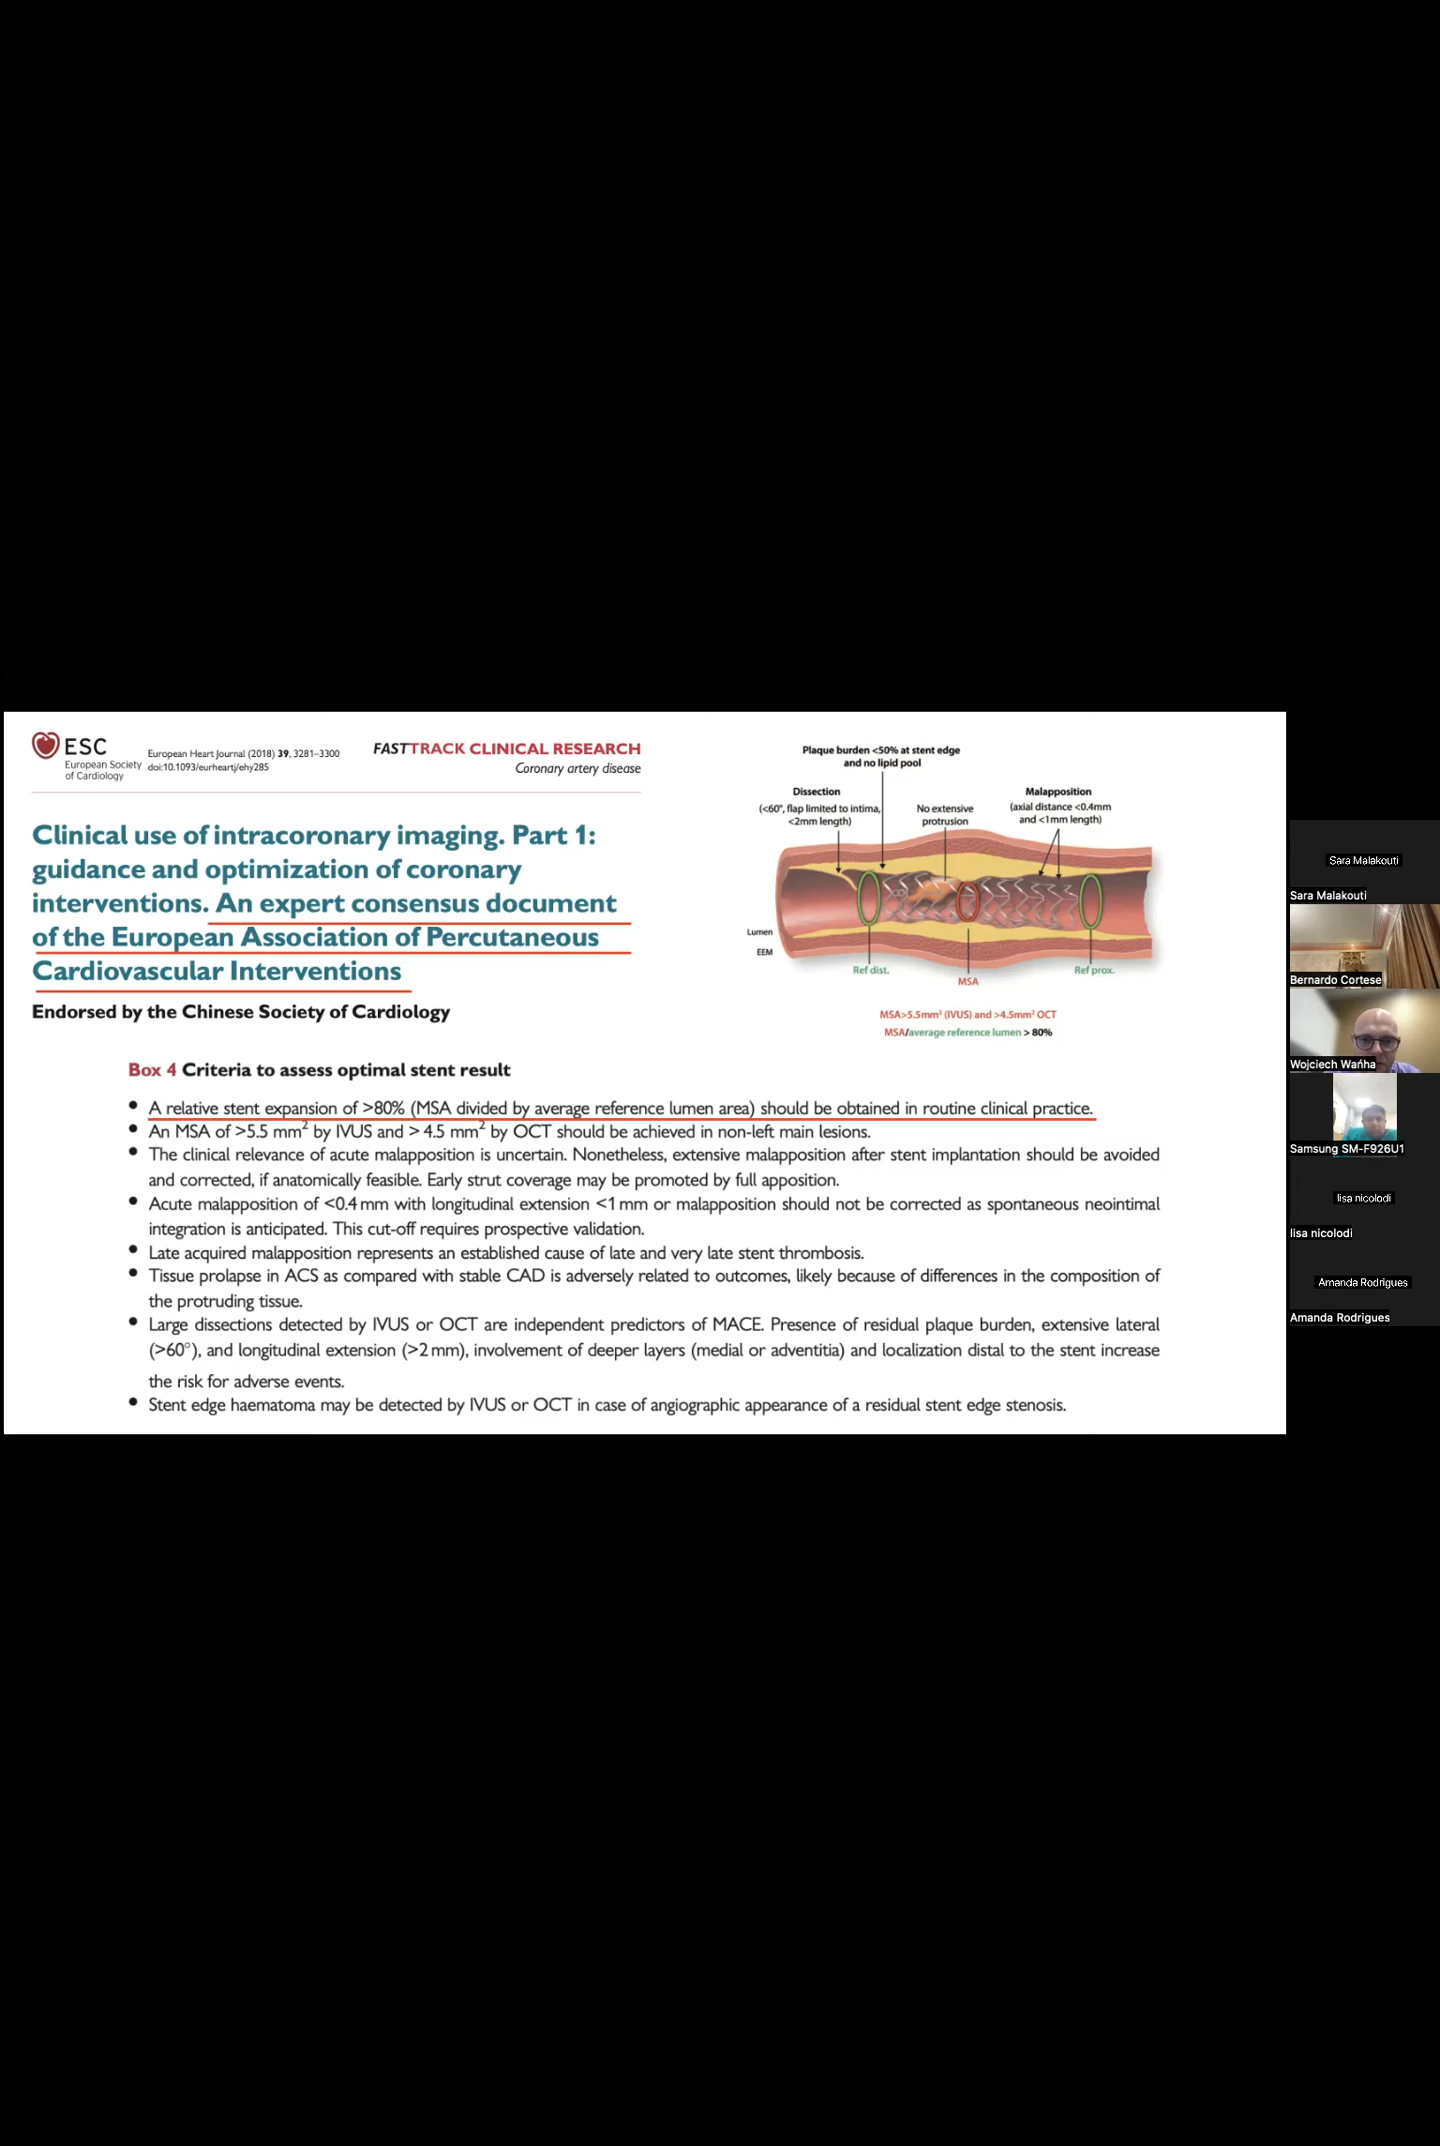 ESC
European Society
of Cardiology
European Heart Journal (2018) 39, 3281–3300
doi:10.1093/eurheartj/ehy285
FASTTRACK CLINICAL RESEARCH
Coronary artery disease
Clinical use of intracoronary imaging. Part 1:
guidance and optimization of coronary
interventions. An expert consensus document
of the European Association of Percutaneous
Cardiovascular Interventions
Endorsed by the Chinese Society of Cardiology
Plaque burden <50% at stent edge
and no lipid pool
Dissection
(<60°, flap limited to intima,
<2mm length)
No extensive
protrusion
Malapposition
(axial distance <0.4mm
and <1mm length)
Lumen
EEM
Ref dist.
MSA
Ref prox.
MSA>5.5mm² (IVUS) and >4.5mm² OCT
MSA/average reference lumen > 80%
Box 4 Criteria to assess optimal stent result
• A relative stent expansion of >80% (MSA divided by average reference lumen area) should be obtained in routine clinical practice.
• An MSA of >5.5 mm² by IVUS and > 4.5 mm² by OCT should be achieved in non-left main lesions.
• The clinical relevance of acute malapposition is uncertain. Nonetheless, extensive malapposition after stent implantation should be avoided
and corrected, if anatomically feasible. Early strut coverage may be promoted by full apposition.
• Acute malapposition of <0.4 mm with longitudinal extension <1 mm or malapposition should not be corrected as spontaneous neointimal
integration is anticipated. This cut-off requires prospective validation.
• Late acquired malapposition represents an established cause of late and very late stent thrombosis.
• Tissue prolapse in ACS as compared with stable CAD is adversely related to outcomes, likely because of differences in the composition of
the protruding tissue.
• Large dissections detected by IVUS or OCT are independent predictors of MACE. Presence of residual plaque burden, extensive lateral
(>60°), and longitudinal extension (>2 mm), involvement of deeper layers (medial or adventitia) and localization distal to the stent increase
the risk for adverse events.
• Stent edge haematoma may be detected by IVUS or OCT in case of angiographic appearance of a residual stent edge stenosis.
Sara Malakouti
Sara Malakouti
Bernardo Cortese
Wojciech Wańha
Samsung SM-F926U1
lisa nicolodi
lisa nicolodi
Amanda Rodrigues
Amanda Rodrigues